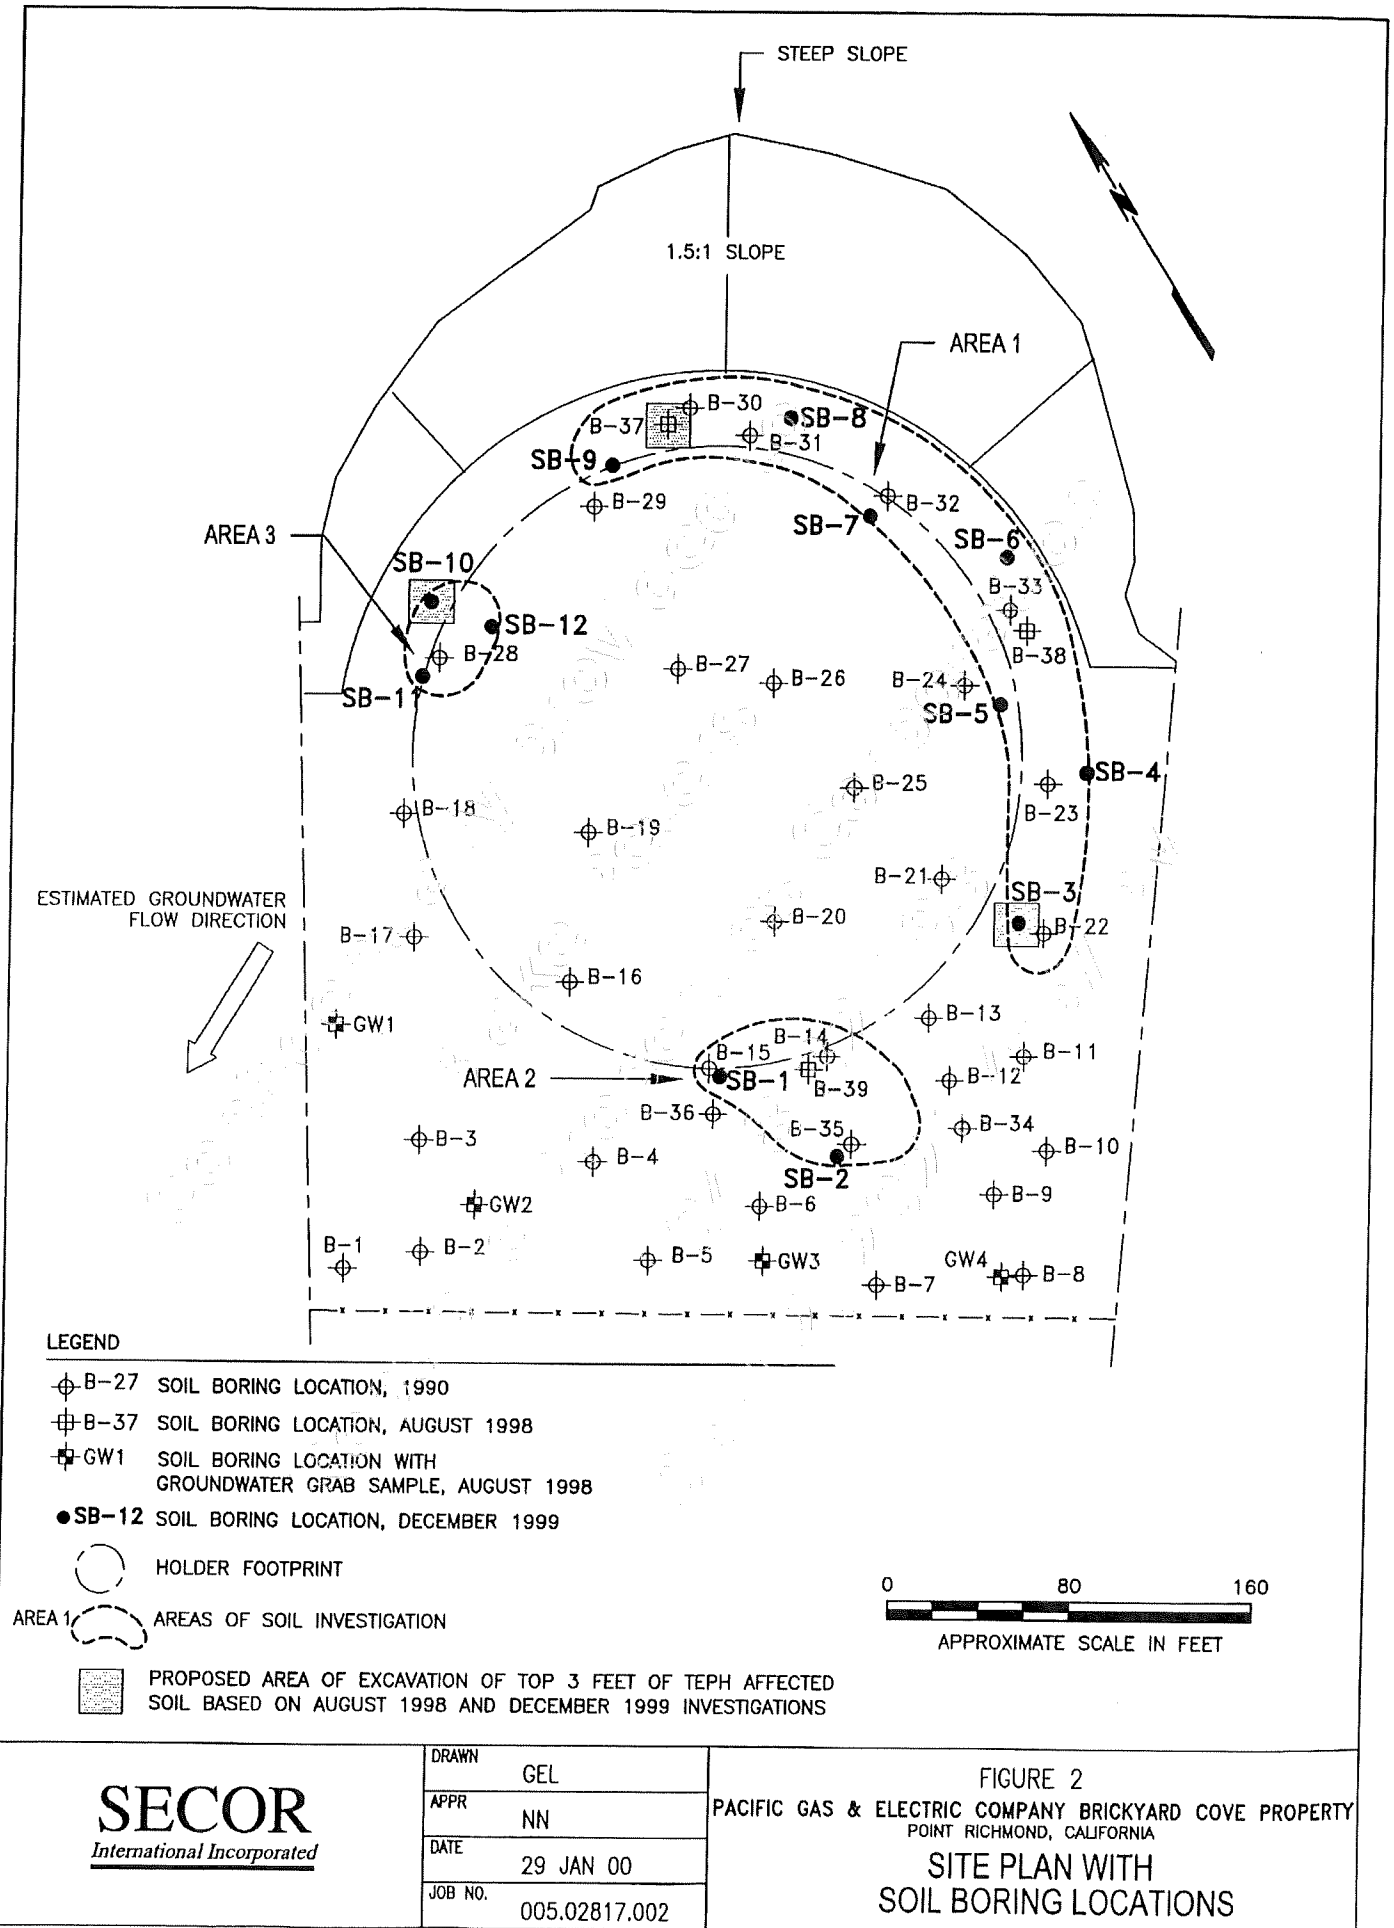 STEEP SLOPE
1.5:1 SLOPE
AREA 1
B-30
SB-8
B-37
B-31
SB-9
B-29
B-32
SB-7
AREA 3
SB-6
SB-10
B-33
SB-12
B-28
B-38
B-27
B-26
B-24
SB-1
SB-5
SB-4
B-25
B-18
B-23
B-19
B-21
SB-3
ESTIMATED GROUNDWATER
FLOW DIRECTION
B-20
B-22
B-17
B-16
GW1
B-13
B-14
B-15
B-11
AREA 2
SB-1
B-39
B-12
B-36
B-34
B-35
B-3
B-10
B-4
SB-2
B-9
GW2
B-6
B-1
B-2
B-5
GW3
GW4
B-8
B-7
LEGEND
B-27 SOIL BORING LOCATION, 1990
B-37 SOIL BORING LOCATION, AUGUST 1998
GW1 SOIL BORING LOCATION WITH
GROUNDWATER GRAB SAMPLE, AUGUST 1998
SB-12 SOIL BORING LOCATION, DECEMBER 1999
HOLDER FOOTPRINT
AREA 1 AREAS OF SOIL INVESTIGATION
PROPOSED AREA OF EXCAVATION OF TOP 3 FEET OF TEPH AFFECTED
SOIL BASED ON AUGUST 1998 AND DECEMBER 1999 INVESTIGATIONS
0 80 160
APPROXIMATE SCALE IN FEET
SECOR
International Incorporated
DRAWN
GEL
APPR
NN
DATE
29 JAN 00
JOB NO.
005.02817.002
FIGURE 2
PACIFIC GAS & ELECTRIC COMPANY BRICKYARD COVE PROPERTY
POINT RICHMOND, CALIFORNIA
SITE PLAN WITH
SOIL BORING LOCATIONS